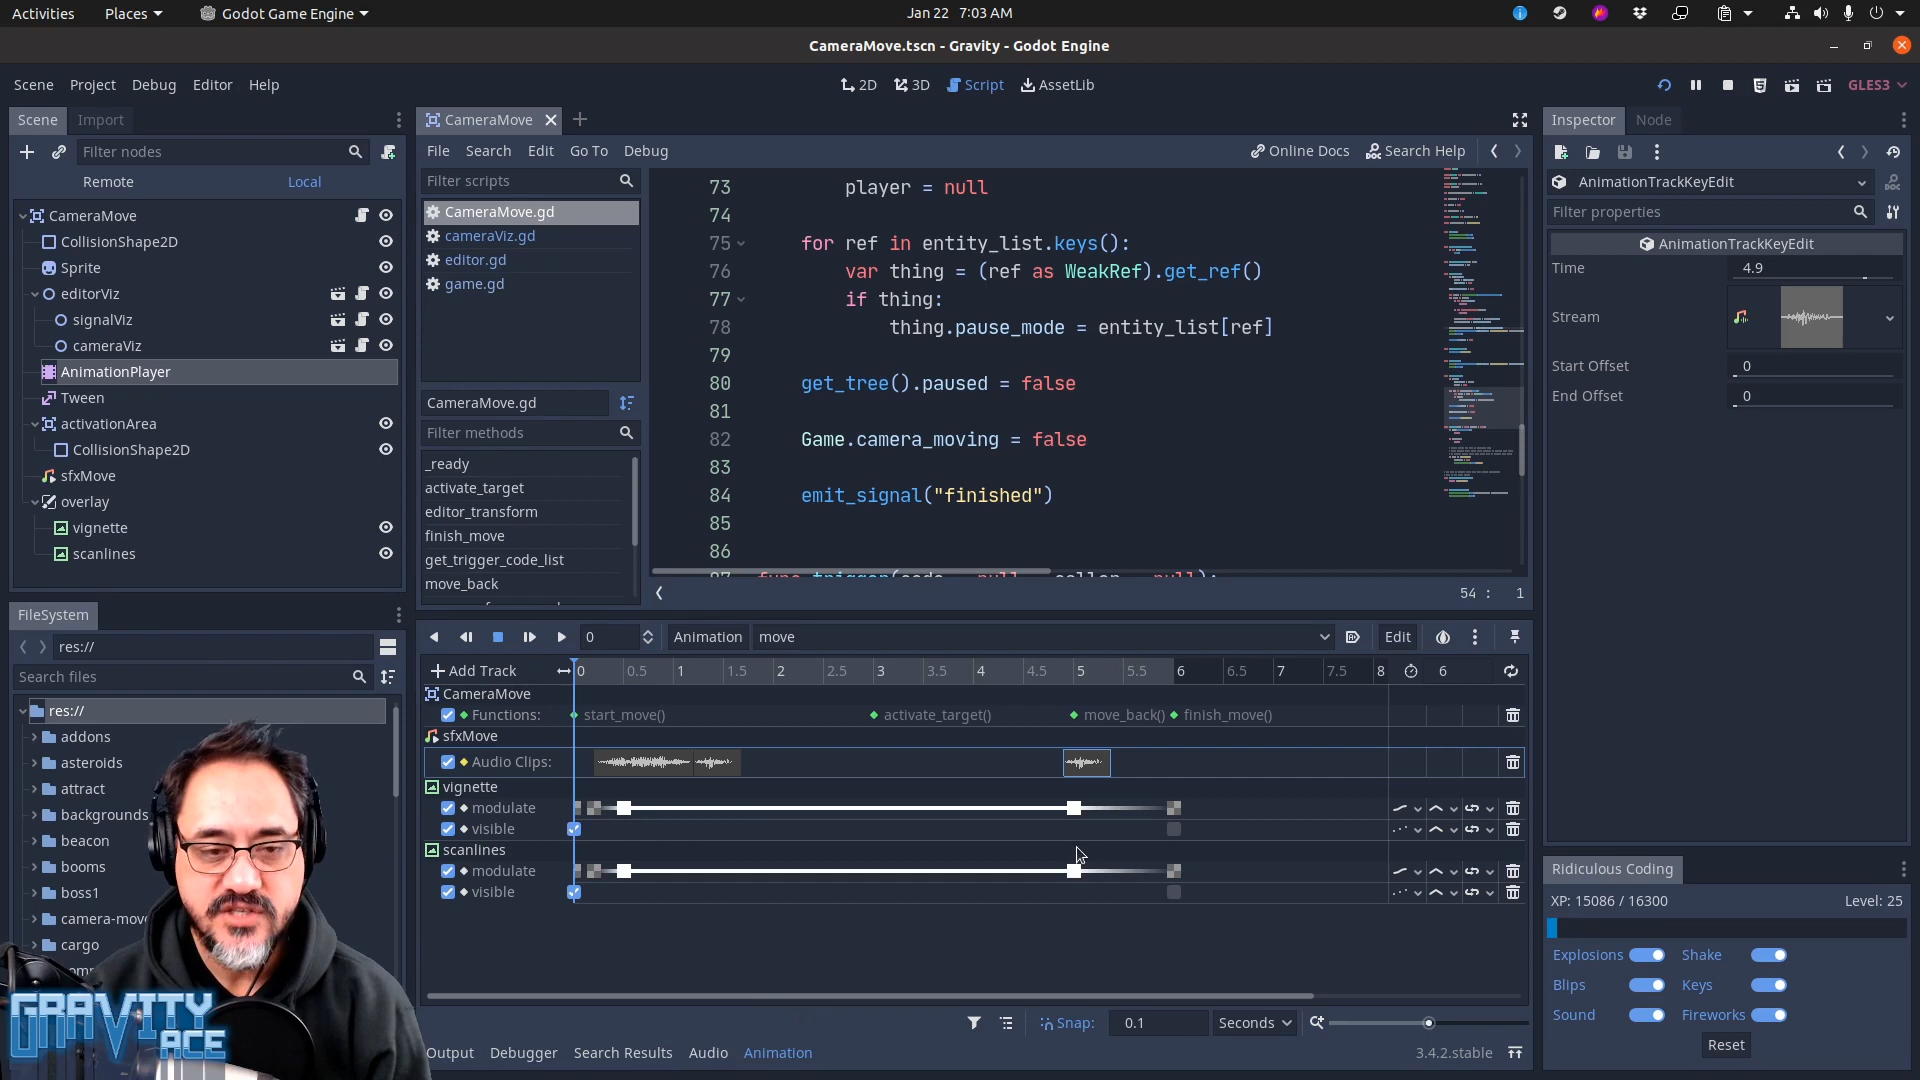 Activities Places Godot Game Engine Jan 22 7:03 AM
CameraMove.tscn - Gravity - Godot Engine
Scene Project Debug Editor Help 2D 3D Script AssetLib GLES3
Scene Import
Filter nodes
Remote Local
CameraMove
CollisionShape2D
Sprite
editorViz
signalViz
cameraViz
AnimationPlayer
Tween
activationArea
CollisionShape2D
sfxMove
overlay
vignette
scanlines
FileSystem
res://
Search files
res://
addons
asteroids
attract
backgrounds
beacon
booms
boss1
camera-move
cargo
GRAVITY
ACE
CameraMove
File Search Edit Go To Debug Online Docs Search Help
Filter scripts
CameraMove.gd
cameraViz.gd
editor.gd
game.gd
CameraMove.gd
Filter methods
_ready
activate_target
editor_transform
finish_move
get_trigger_code_list
move_back
73 player = null
74
75 for ref in entity_list.keys():
76 var thing = (ref as WeakRef).get_ref()
77 if thing:
78 thing.pause_mode = entity_list[ref]
79
80 get_tree().paused = false
81
82 Game.camera_moving = false
83
84 emit_signal("finished")
85
86
54 : 1
0 Animation move Edit
Add Track 0 0.5 1 1.5 2 2.5 3 3.5 4 4.5 5 5.5 6 6.5 7 7.5 8 6
CameraMove
Functions: start_move() activate_target() move_back() finish_move()
sfxMove
Audio Clips:
vignette
modulate
visible
scanlines
modulate
visible
Snap: 0.1 Seconds
Output Debugger Search Results Audio Animation 3.4.2.stable
Inspector Node
AnimationTrackKeyEdit
Filter properties
AnimationTrackKeyEdit
Time 4.9
Stream
Start Offset 0
End Offset 0
Ridiculous Coding
XP: 15086 / 16300 Level: 25
Explosions Shake
Blips Keys
Sound Fireworks
Reset